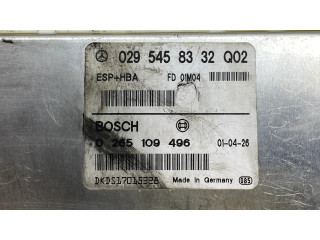 029 545 83 32 Q02
ESP+HBA FD 01M04
BOSCH
0 265 109 496 01-04-26
Made in Germany 085